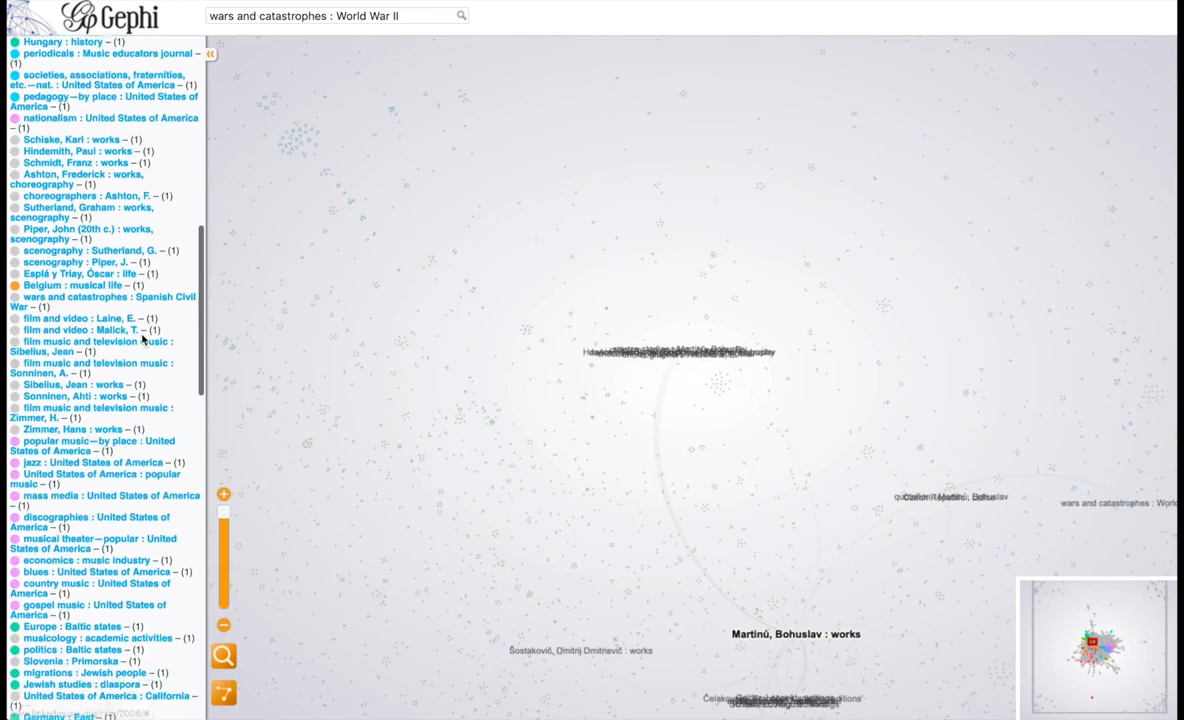 Gephi
wars and catastrophes : World War II
Hungary : history – (1)
periodicals : Music educators journal –
(1)
societies, associations, fraternities,
etc.—nat. : United States of America – (1)
pedagogy—by place : United States of
America – (1)
nationalism : United States of America
– (1)
Schiske, Karl : works – (1)
Hindemith, Paul : works – (1)
Schmidt, Franz : works – (1)
Ashton, Frederick : works,
choreography – (1)
choreographers : Ashton, F. – (1)
Sutherland, Graham : works,
scenography – (1)
Piper, John (20th c.) : works,
scenography – (1)
scenography : Sutherland, G. – (1)
scenography : Piper, J. – (1)
Esplá y Triay, Óscar : life – (1)
Belgium : musical life – (1)
wars and catastrophes : Spanish Civil
War – (1)
film and video : Laine, E. – (1)
film and video : Malick, T. – (1)
film music and television music :
Sibelius, Jean – (1)
film music and television music :
Sonninen, A. – (1)
Sibelius, Jean : works – (1)
Sonninen, Ahti : works – (1)
film music and television music :
Zimmer, H. – (1)
Zimmer, Hans : works – (1)
popular music—by place : United
States of America – (1)
jazz : United States of America – (1)
United States of America : popular
music – (1)
mass media : United States of America
– (1)
discographies : United States of
America – (1)
musical theater—popular : United
States of America – (1)
economics : music industry – (1)
blues : United States of America – (1)
country music : United States of
America – (1)
gospel music : United States of
America – (1)
Europe : Baltic states – (1)
musicology : academic activities – (1)
politics : Baltic states – (1)
Slovenia : Primorska – (1)
migrations : Jewish people – (1)
Jewish studies : diaspora – (1)
United States of America : California –
(1)
Germany : East – (1)
Martinů, Bohuslav
Martinů, Bohuslav
wars and catastrophes : World
Martinů, Bohuslav : works
Šostakovič, Dmitrij Dmitrievič : works